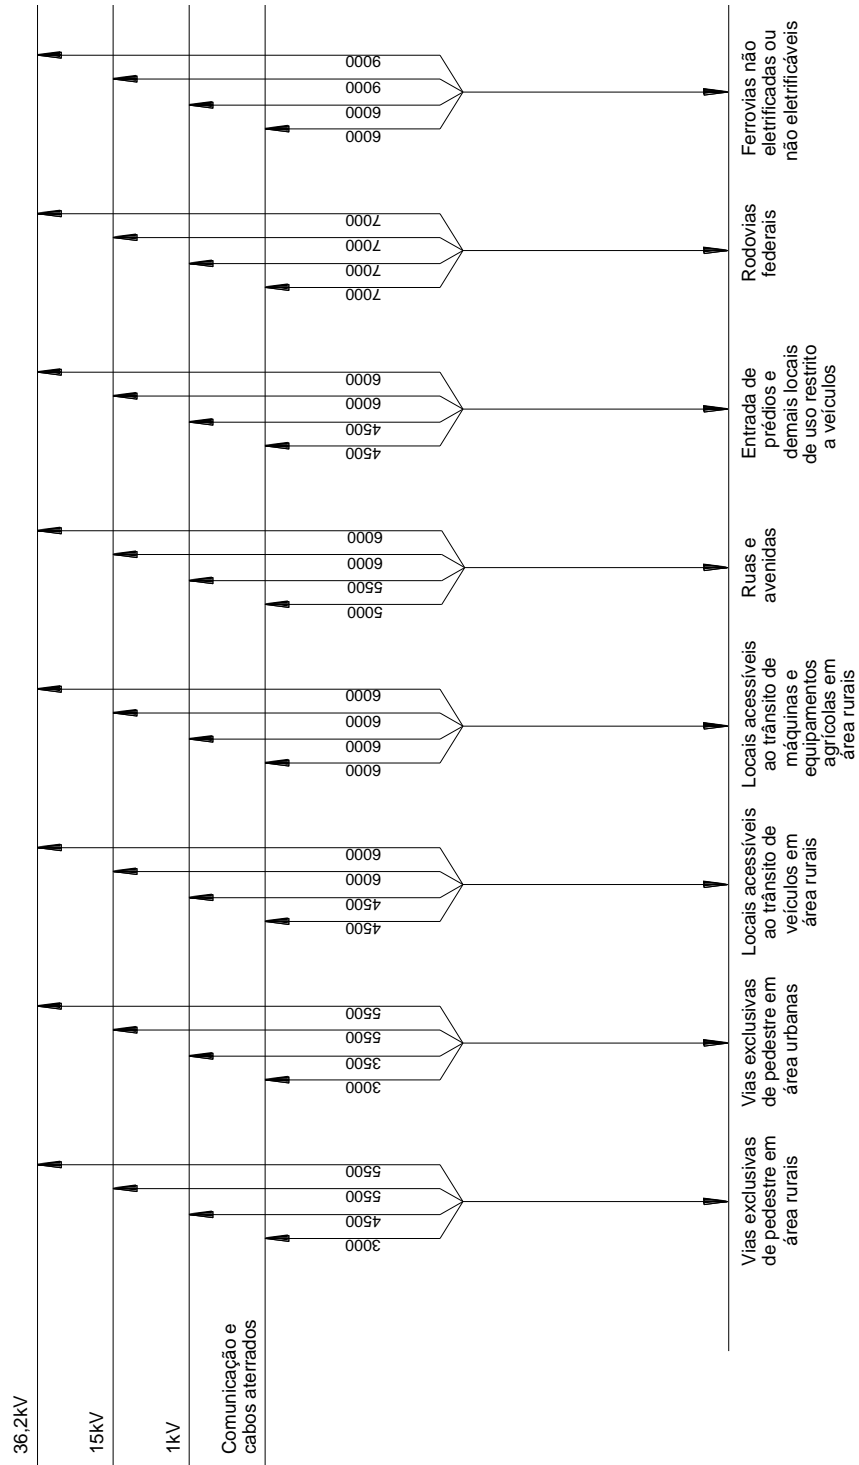 36,2kV
15kV
1kV
Comunicação e
cabos aterrados
3000
4500
5500
5500
Vias exclusivas
de pedestre em
área rurais
3000
3500
5500
5500
Vias exclusivas
de pedestre em
área urbanas
4500
4500
6000
6000
Locais acessíveis
ao trânsito de
veículos em
área rurais
6000
6000
6000
6000
Locais acessíveis
ao trânsito de
máquinas e
equipamentos
agrícolas em
área rurais
5000
5500
6000
6000
Ruas e
avenidas
4500
4500
6000
6000
Entrada de
prédios e
demais locais
de uso restrito
a veículos
7000
7000
7000
7000
Rodovias
federais
6000
6000
9000
9000
Ferrovias não
eletrificadas ou
não eletrificáveis